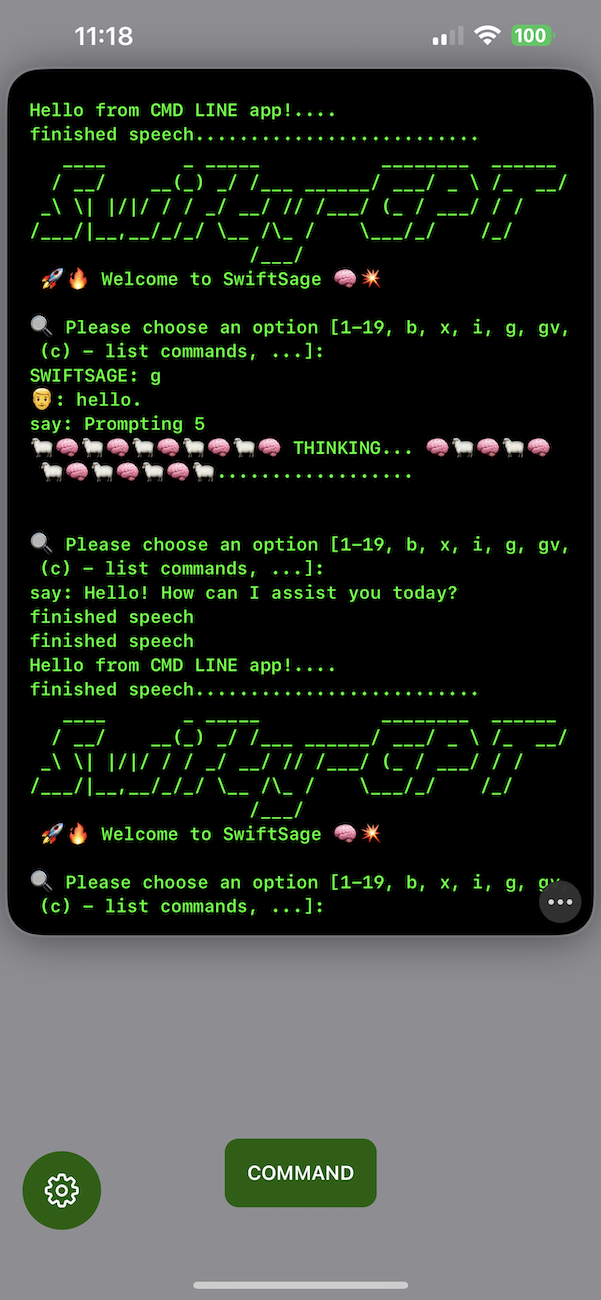 11:18
100
Hello from CMD LINE app!....
finished speech..........................
   ____       _ _____           ________  ______
  / __/    __(_) _/ /___ ______/ ___/ _ \ /_  __/
 _\ \| |/|/ / / _/ __/ // /___/ (_ / ___/ / /
/___/|__,__/_/_/ \__ /\_ /    \___/_/    /_/
                    /___/
🚀🔥 Welcome to SwiftSage 🧠💥
🔍 Please choose an option [1-19, b, x, i, g, gv,
(c) - list commands, ...]:
SWIFTSAGE: g
👨: hello.
say: Prompting 5
🐑🧠🐑🧠🐑🧠🐑🧠🐑🧠 THINKING... 🧠🐑🧠🐑🧠
🐑🧠🐑🧠🐑🧠🐑..................
🔍 Please choose an option [1-19, b, x, i, g, gv,
(c) - list commands, ...]:
say: Hello! How can I assist you today?
finished speech
finished speech
Hello from CMD LINE app!....
finished speech..........................
   ____       _ _____           ________  ______
  / __/    __(_) _/ /___ ______/ ___/ _ \ /_  __/
 _\ \| |/|/ / / _/ __/ // /___/ (_ / ___/ / /
/___/|__,__/_/_/ \__ /\_ /    \___/_/    /_/
                    /___/
🚀🔥 Welcome to SwiftSage 🧠💥
🔍 Please choose an option [1-19, b, x, i, g, gv,
(c) - list commands, ...]:
COMMAND